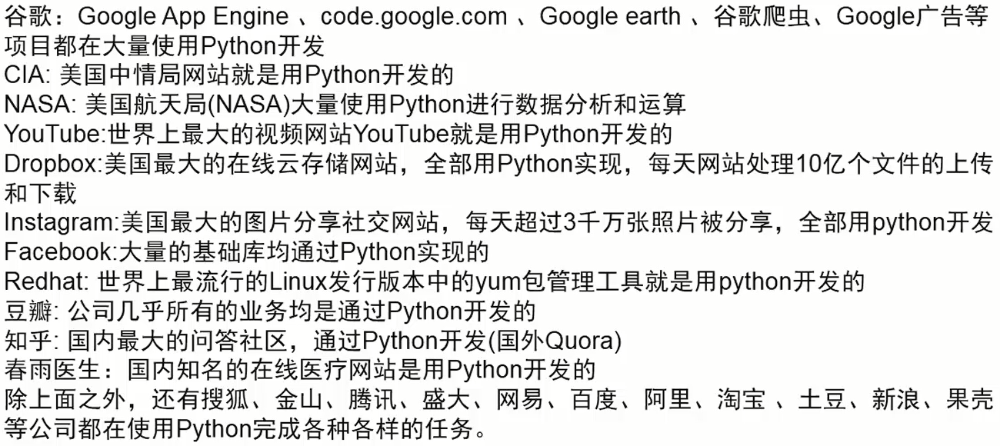 谷歌：Google App Engine 、code.google.com 、Google earth 、谷歌爬虫、Google广告等
项目都在大量使用Python开发
CIA: 美国中情局网站就是用Python开发的
NASA: 美国航天局(NASA)大量使用Python进行数据分析和运算
YouTube:世界上最大的视频网站YouTube就是用Python开发的
Dropbox:美国最大的在线云存储网站，全部用Python实现，每天网站处理10亿个文件的上传
和下载
Instagram:美国最大的图片分享社交网站，每天超过3千万张照片被分享，全部用python开发
Facebook:大量的基础库均通过Python实现的
Redhat: 世界上最流行的Linux发行版本中的yum包管理工具就是用python开发的
豆瓣: 公司几乎所有的业务均是通过Python开发的
知乎: 国内最大的问答社区，通过Python开发(国外Quora)
春雨医生：国内知名的在线医疗网站是用Python开发的
除上面之外，还有搜狐、金山、腾讯、盛大、网易、百度、阿里、淘宝 、土豆、新浪、果壳
等公司都在使用Python完成各种各样的任务。